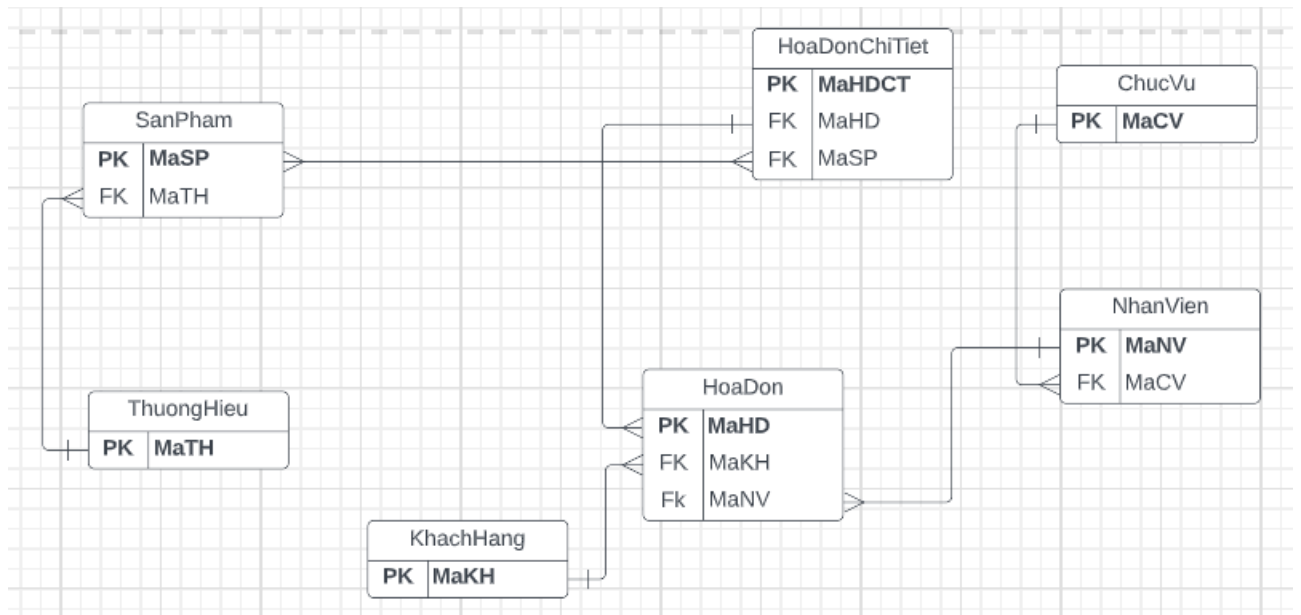 HoaDonChiTiet
PK MaHDCT
FK MaHD
FK MaSP
ChucVu
PK MaCV
SanPham
PK MaSP
FK MaTH
NhanVien
PK MaNV
FK MaCV
HoaDon
PK MaHD
FK MaKH
Fk MaNV
ThuongHieu
PK MaTH
KhachHang
PK MaKH